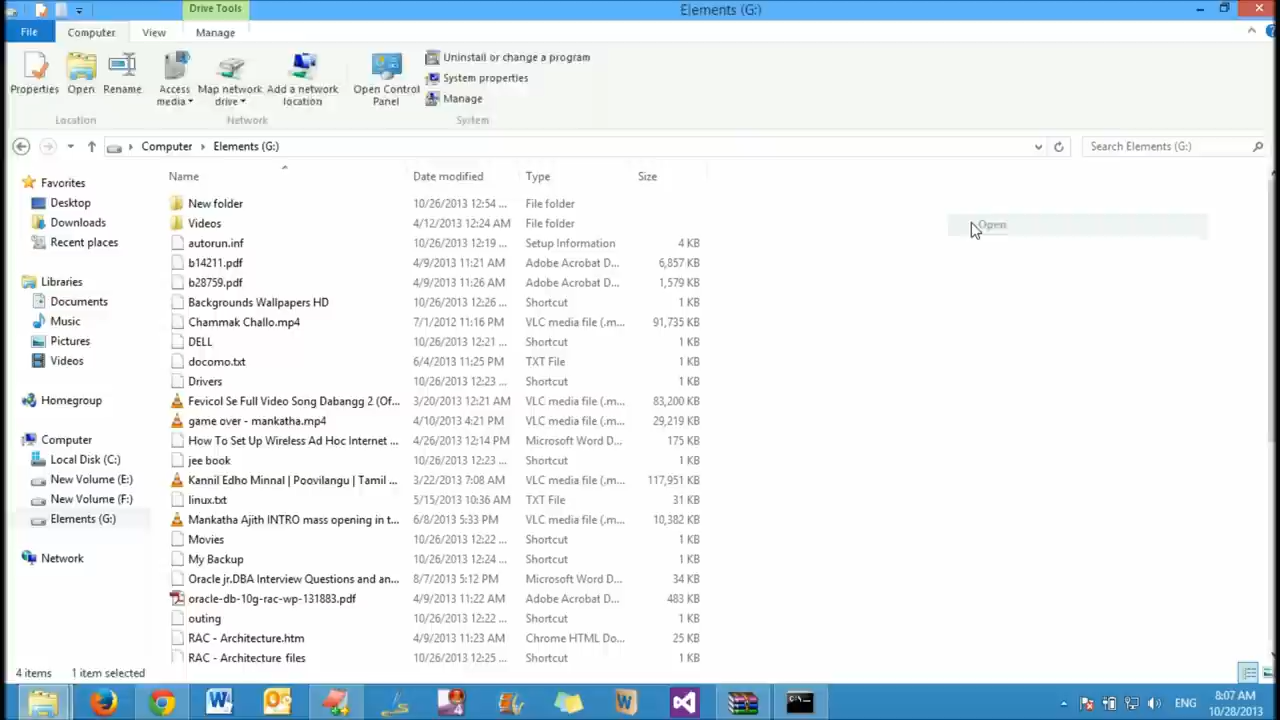 Drive Tools
Elements (G:)
File Computer View Manage
Properties Open Rename Access media Map network drive Add a network location Open Control Panel
Uninstall or change a program
System properties
Manage
Location Network System
Computer Elements (G:) Search Elements (G:)
Name Date modified Type Size
Favorites
Desktop
Downloads
Recent places
Libraries
Documents
Music
Pictures
Videos
Homegroup
Computer
Local Disk (C:)
New Volume (E:)
New Volume (F:)
Elements (G:)
Network
New folder 10/26/2013 12:54 ... File folder
Videos 4/12/2013 12:24 AM File folder
autorun.inf 10/26/2013 12:19 ... Setup Information 4 KB
b14211.pdf 4/9/2013 11:21 AM Adobe Acrobat D... 6,857 KB
b28759.pdf 4/9/2013 11:26 AM Adobe Acrobat D... 1,579 KB
Backgrounds Wallpapers HD 10/26/2013 12:26 ... Shortcut 1 KB
Chammak Challo.mp4 7/1/2012 11:16 PM VLC media file (.m... 91,735 KB
DELL 10/26/2013 12:21 ... Shortcut 1 KB
docomo.txt 6/4/2013 11:25 PM TXT File 1 KB
Drivers 10/26/2013 12:23 ... Shortcut 1 KB
Fevicol Se Full Video Song Dabangg 2 (Of... 3/20/2013 12:21 AM VLC media file (.m... 83,200 KB
game over - mankatha.mp4 4/10/2013 4:21 PM VLC media file (.m... 29,219 KB
How To Set Up Wireless Ad Hoc Internet ... 4/26/2013 12:14 PM Microsoft Word D... 175 KB
jee book 10/26/2013 12:23 ... Shortcut 1 KB
Kannil Edho Minnal | Poovilangu | Tamil ... 3/22/2013 7:08 AM VLC media file (.m... 117,951 KB
linux.txt 5/15/2013 10:36 AM TXT File 31 KB
Mankatha Ajith INTRO mass opening in t... 6/8/2013 5:33 PM VLC media file (.m... 10,382 KB
Movies 10/26/2013 12:22 ... Shortcut 1 KB
My Backup 10/26/2013 12:24 ... Shortcut 1 KB
Oracle jr.DBA Interview Questions and an... 8/7/2013 5:12 PM Microsoft Word D... 34 KB
oracle-db-10g-rac-wp-131883.pdf 4/9/2013 11:22 AM Adobe Acrobat D... 483 KB
outing 10/26/2013 12:22 ... Shortcut 1 KB
RAC - Architecture.htm 4/9/2013 11:23 AM Chrome HTML Do... 25 KB
RAC - Architecture files 10/26/2013 12:25 ... Shortcut 1 KB
Open
4 items 1 item selected
ENG
8:07 AM
10/28/2013